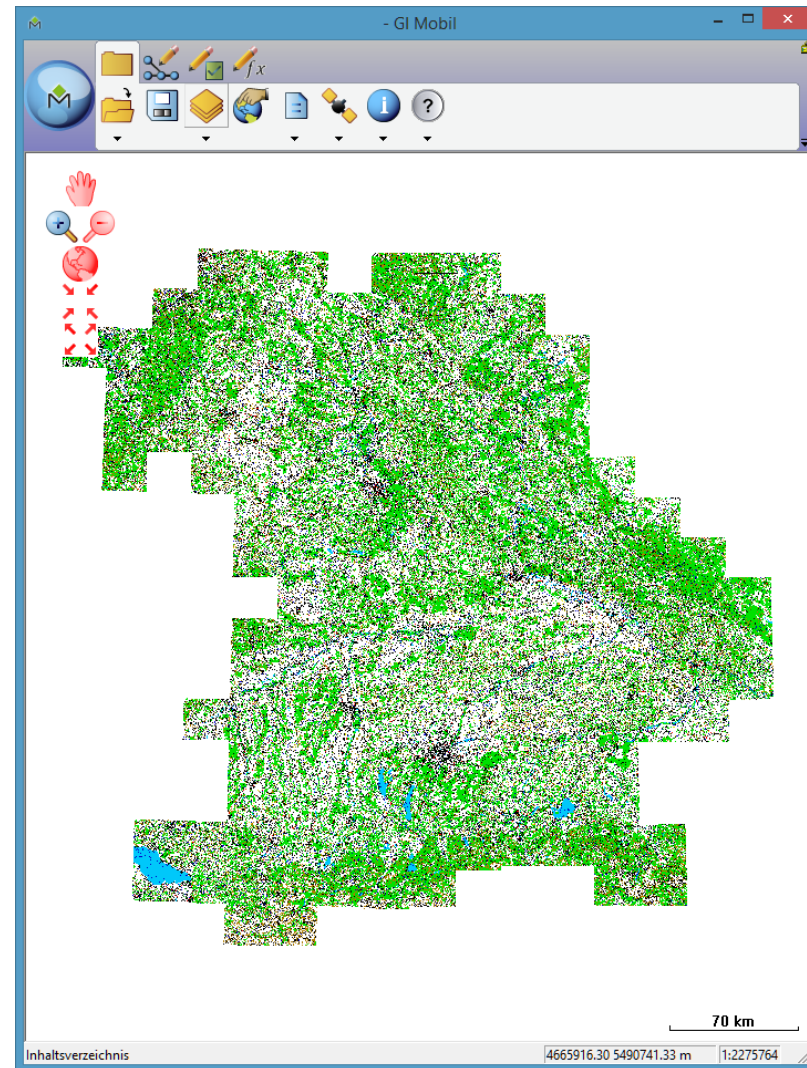 - GI Mobil
fx
70 km
Inhaltsverzeichnis
4665916.30 5490741.33 m
1:2275764